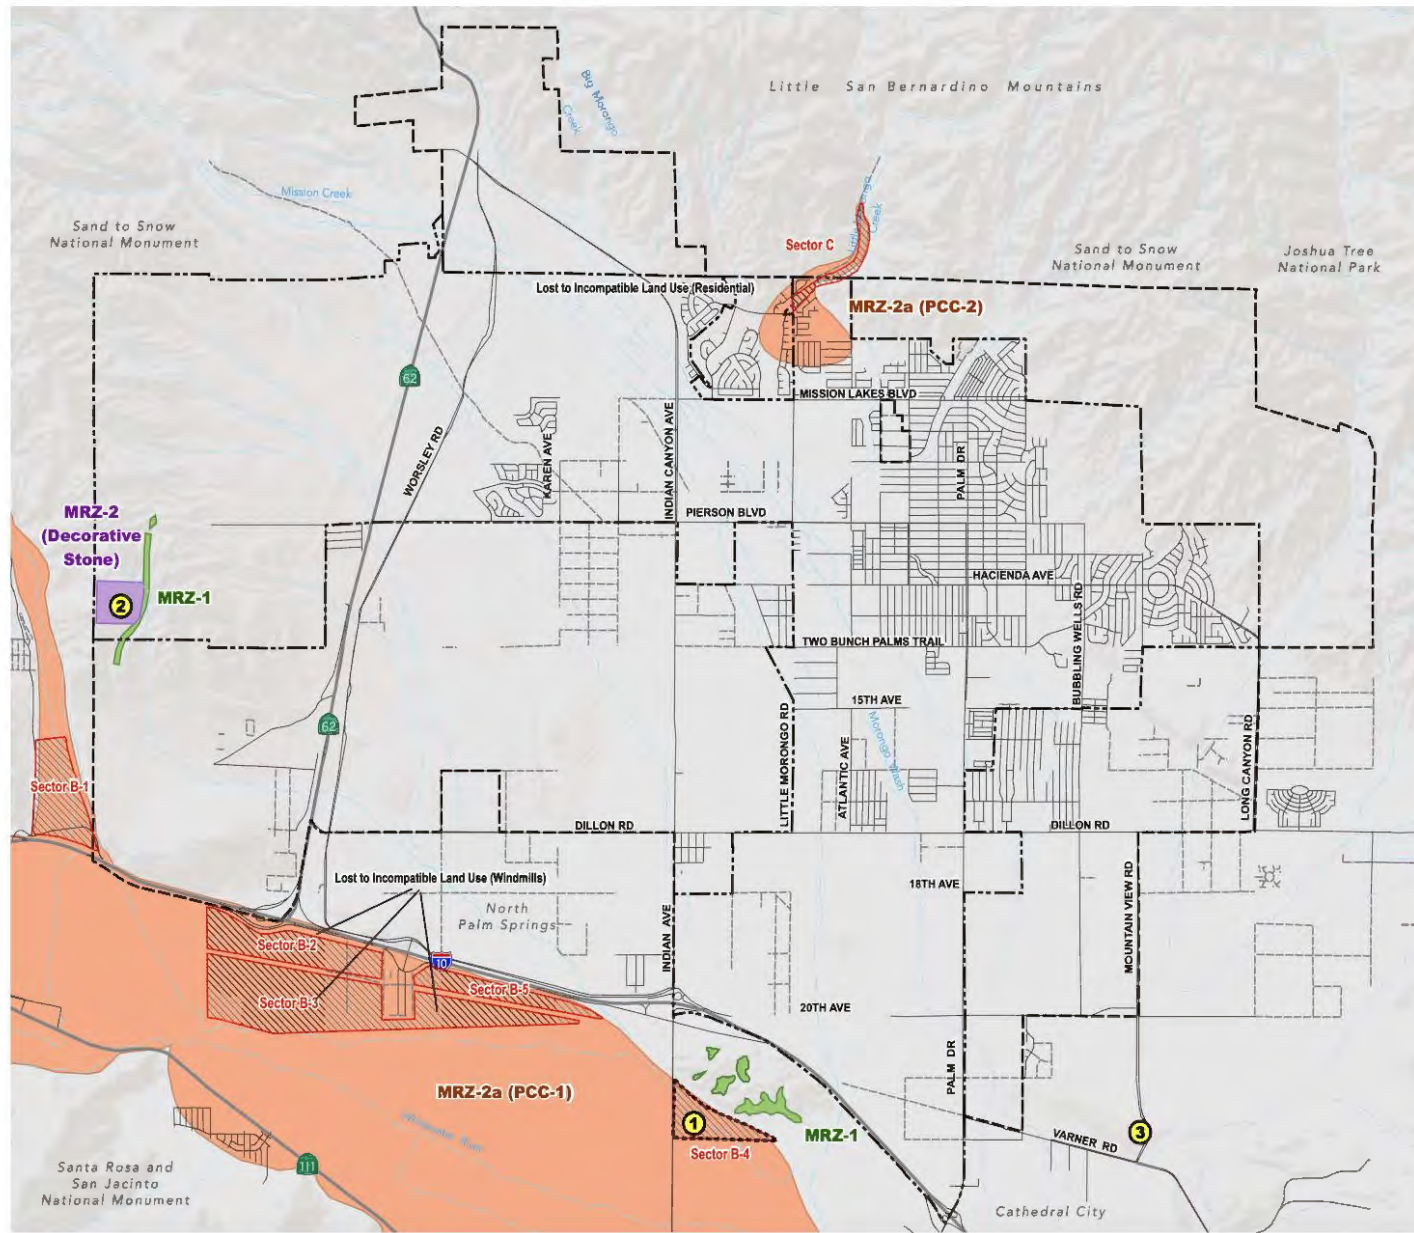 Little San Bernardino Mountains
Big Morongo
Creek
Mission Creek
Little Morongo
Creek
Sand to Snow
National Monument
Sector C
Sand to Snow
National Monument
Joshua Tree
National Park
Lost to Incompatible Land Use (Residential)
MRZ-2a (PCC-2)
62
MISSION LAKES BLVD
WORSLEY RD
KAREN AVE
INDIAN CANYON AVE
PALM DR
MRZ-2
(Decorative
Stone)
PIERSON BLVD
HACIENDA AVE
2
MRZ-1
BUBBLING WELLS RD
TWO BUNCH PALMS TRAIL
15TH AVE
62
LITTLE MORONGO RD
ATLANTIC AVE
Morongo Wash
LONG CANYON RD
Sector B-1
DILLON RD
DILLON RD
Lost to Incompatible Land Use (Windmills)
18TH AVE
North
Palm Springs
INDIAN AVE
MOUNTAIN VIEW RD
Sector B-2
10
Sector B-3
Sector B-5
20TH AVE
PALM DR
MRZ-2a (PCC-1)
1
MRZ-1
3
VARNER RD
Whitewater River
Sector B-4
Santa Rosa and
San Jacinto
National Monument
111
Cathedral City